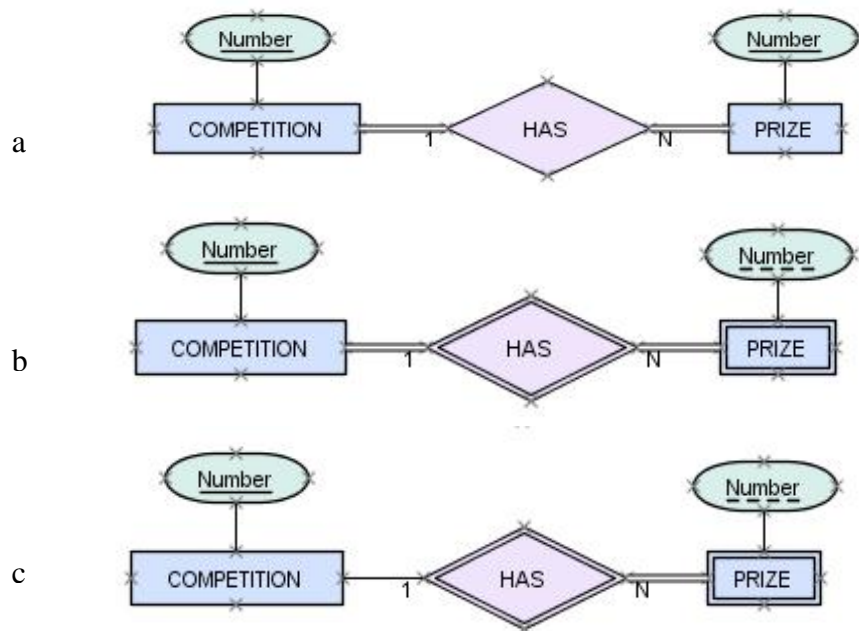 Number Number
a COMPETITION 1 HAS N PRIZE
Number Number
b COMPETITION 1 HAS N PRIZE
Number Number
c COMPETITION 1 HAS N PRIZE